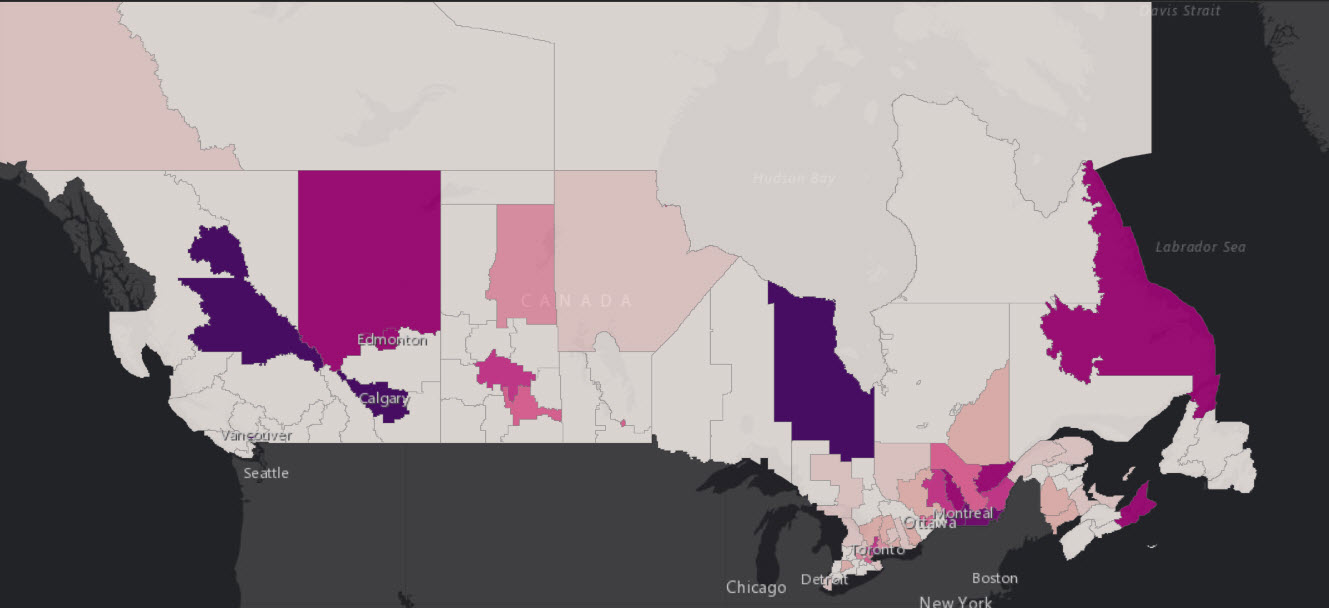 Davis Strait
Hudson Bay
Labrador Sea
CANADA
Edmonton
Calgary
Vancouver
Seattle
Montreal
Ottawa
Toronto
Detroit
Chicago
Boston
New York